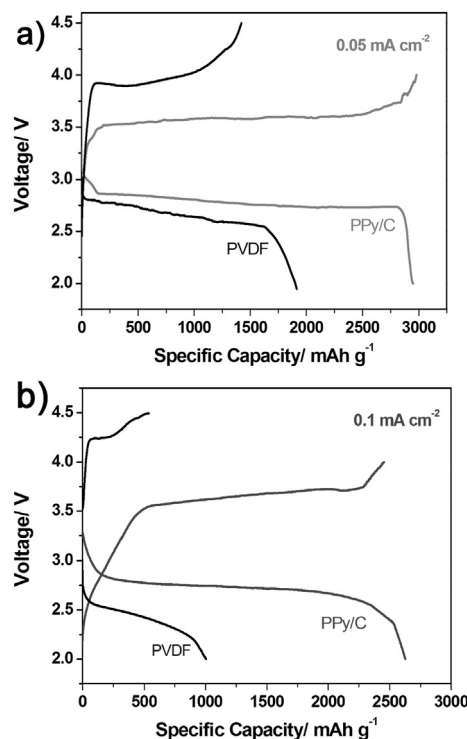 a)
0.05 mA cm⁻²
4.5
4.0
3.5
3.0
2.5
2.0
Voltage/ V
PVDF
PPy/C
0 500 1000 1500 2000 2500 3000
Specific Capacity/ mAh g⁻¹
b)
0.1 mA cm⁻²
4.5
4.0
3.5
3.0
2.5
2.0
Voltage/ V
PVDF
PPy/C
0 500 1000 1500 2000 2500 3000
Specific Capacity/ mAh g⁻¹